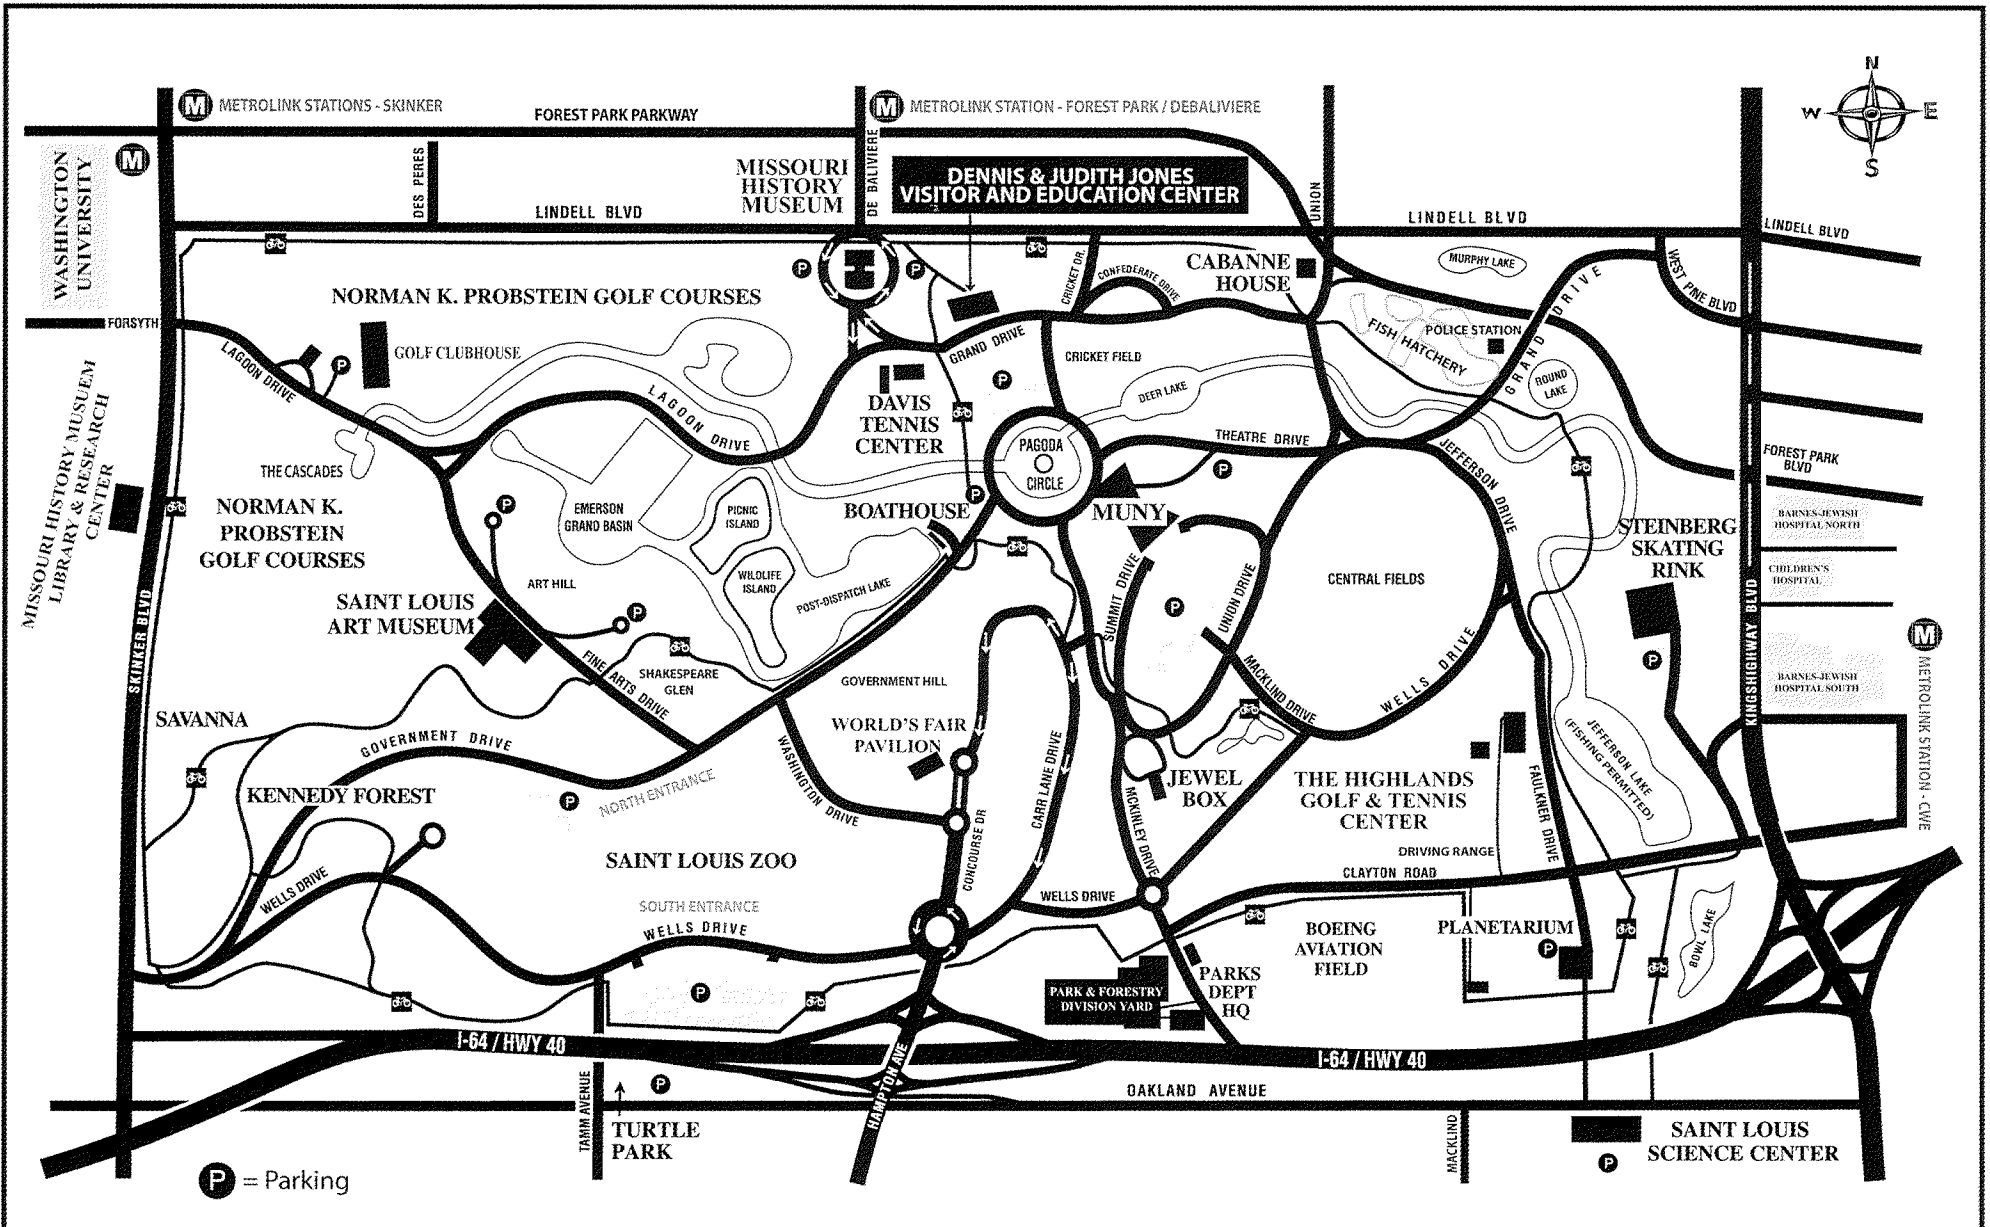 N
W E
S
M METROLINK STATIONS - SKINKER
M METROLINK STATION - FOREST PARK / DEBALIVIERE
FOREST PARK PARKWAY
M
WASHINGTON
UNIVERSITY
DES PERES
MISSOURI
HISTORY
MUSEUM
DE BALIVIERE
DENNIS & JUDITH JONES
VISITOR AND EDUCATION CENTER
UNION
LINDELL BLVD
LINDELL BLVD
LINDELL BLVD
P
H
P
CRICKET DR.
CONFEDERATE DRIVE
CABANNE
HOUSE
MURPHY LAKE
WEST PINE BLVD
NORMAN K. PROBSTEIN GOLF COURSES
FORSYTH
LAGOON DRIVE
P
GOLF CLUBHOUSE
GRAND DRIVE
CRICKET FIELD
FISH HATCHERY
POLICE STATION
GRAND DRIVE
ROUND
LAKE
DEER LAKE
P
LAGOON DRIVE
DAVIS
TENNIS
CENTER
MISSOURI HISTORY MUSUEM
LIBRARY & RESEARCH
CENTER
THE CASCADES
PAGODA
CIRCLE
THEATRE DRIVE
P
JEFFERSON DRIVE
FOREST PARK
BLVD
NORMAN K.
PROBSTEIN
GOLF COURSES
P
EMERSON
GRAND BASIN
PICNIC
ISLAND
P
BOATHOUSE
MUNY
STEINBERG
SKATING
RINK
BARNES-JEWISH
HOSPITAL NORTH
CHILDREN'S
HOSPITAL
ART HILL
WILDLIFE
ISLAND
POST-DISPATCH LAKE
SUMMIT DRIVE
P
UNION DRIVE
CENTRAL FIELDS
SAINT LOUIS
ART MUSEUM
P
SKINKER BLVD
KINGSHIGHWAY BLVD
M
METROLINK STATION - CWE
P
BARNES-JEWISH
HOSPITAL SOUTH
FINE ARTS DRIVE
SHAKESPEARE
GLEN
GOVERNMENT HILL
MACKLIND DRIVE
WELLS DRIVE
SAVANNA
GOVERNMENT DRIVE
WORLD'S FAIR
PAVILION
WASHINGTON DRIVE
CARR LANE DRIVE
JEWEL
BOX
THE HIGHLANDS
GOLF & TENNIS
CENTER
FAULKNER DRIVE
JEFFERSON LAKE
(FISHING PERMITTED)
KENNEDY FOREST
P
NORTH ENTRANCE
MCKINLEY DRIVE
CONCOURSE DR
DRIVING RANGE
SAINT LOUIS ZOO
CLAYTON ROAD
WELLS DRIVE
WELLS DRIVE
SOUTH ENTRANCE
WELLS DRIVE
BOEING
AVIATION
FIELD
PLANETARIUM
P
BOWL LAKE
P
PARK & FORESTRY
DIVISION YARD
PARKS
DEPT
HQ
I-64 / HWY 40
I-64 / HWY 40
TAMM AVENUE
P
HAMPTON AVE
OAKLAND AVENUE
TURTLE
PARK
MACKLIND
SAINT LOUIS
SCIENCE CENTER
P
P = Parking